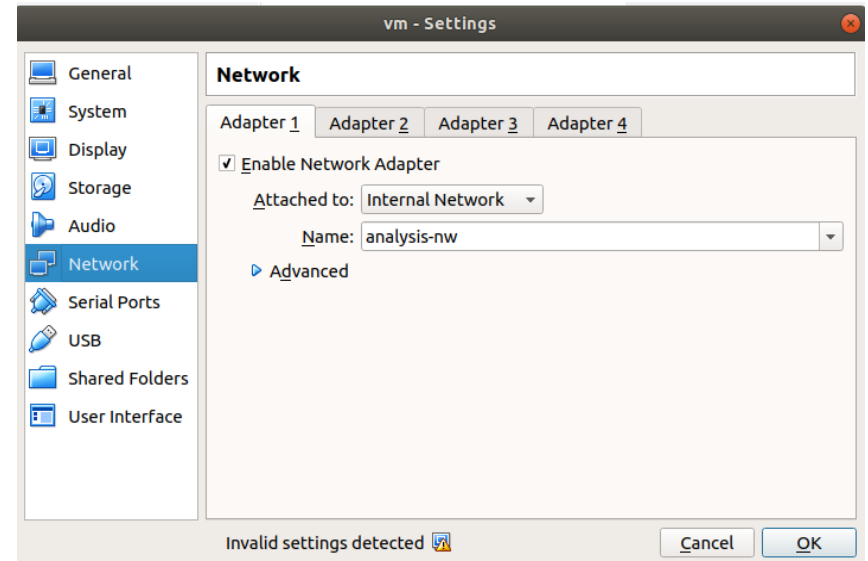 vm - Settings
General
System
Display
Storage
Audio
Network
Serial Ports
USB
Shared Folders
User Interface
Network
Adapter 1 Adapter 2 Adapter 3 Adapter 4
Enable Network Adapter
Attached to: Internal Network
Name: analysis-nw
Advanced
Invalid settings detected Cancel OK